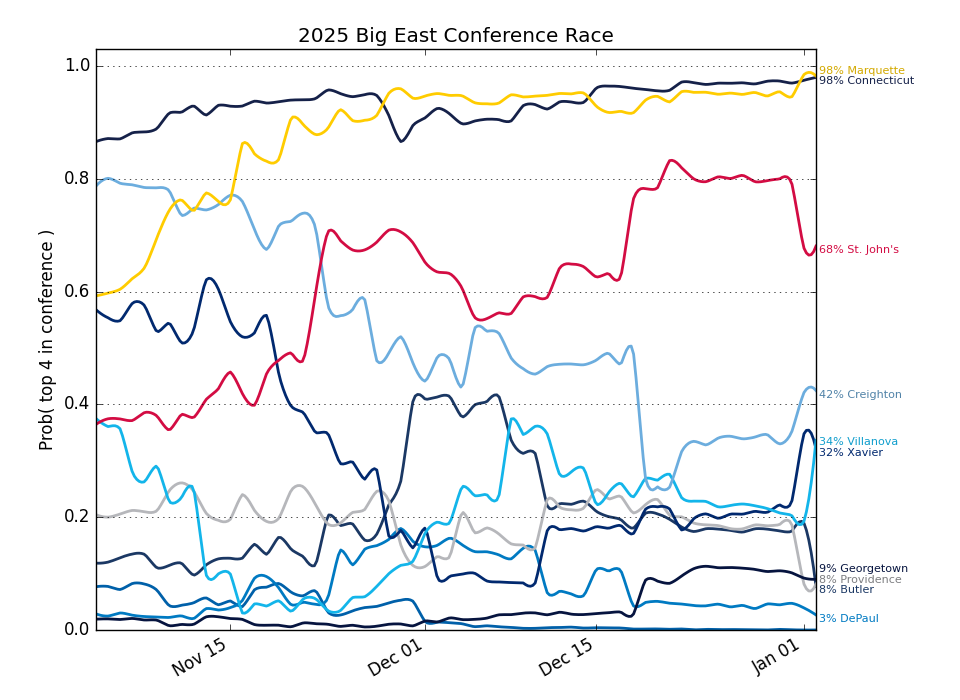 2025 Big East Conference Race
Prob( top 4 in conference )
1.0
0.8
0.6
0.4
0.2
0.0
Nov 15
Dec 01
Dec 15
Jan 01
98% Marquette
98% Connecticut
68% St. John's
42% Creighton
34% Villanova
32% Xavier
9% Georgetown
8% Providence
8% Butler
3% DePaul